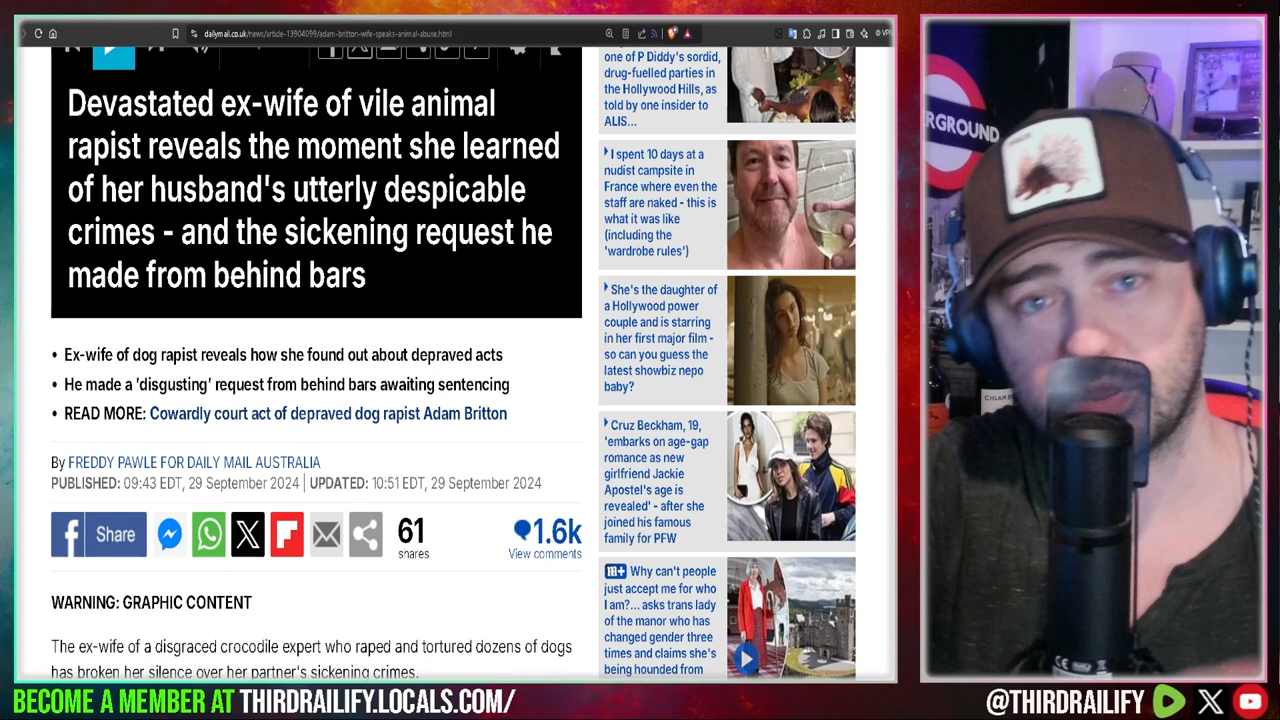 dailymail.co.uk/news/article-13904099/adam-britton-wife-speaks-animal-abuse.html
VPN
Devastated ex-wife of vile animal
rapist reveals the moment she learned
of her husband's utterly despicable
crimes - and the sickening request he
made from behind bars
• Ex-wife of dog rapist reveals how she found out about depraved acts
• He made a 'disgusting' request from behind bars awaiting sentencing
• READ MORE: Cowardly court act of depraved dog rapist Adam Britton
By FREDDY PAWLE FOR DAILY MAIL AUSTRALIA
PUBLISHED: 09:43 EDT, 29 September 2024 | UPDATED: 10:51 EDT, 29 September 2024
Share
61
shares
1.6k
View comments
WARNING: GRAPHIC CONTENT
The ex-wife of a disgraced crocodile expert who raped and tortured dozens of dogs
has broken her silence over her partner's sickening crimes.
one of P Diddy's sordid,
drug-fuelled parties in
the Hollywood Hills, as
told by one insider to
ALIS...
I spent 10 days at a
nudist campsite in
France where even the
staff are naked - this is
what it was like
(including the
'wardrobe rules')
She's the daughter of
a Hollywood power
couple and is starring
in her first major film -
so can you guess the
latest showbiz nepo
baby?
Cruz Beckham, 19,
'embarks on age-gap
romance as new
girlfriend Jackie
Apostel's age is
revealed' - after she
joined his famous
family for PFW
m+ Why can't people
just accept me for who
I am?... asks trans lady
of the manor who has
changed gender three
times and claims she's
being hounded from
RGROUND
CIGAR
CE
BECOME A MEMBER AT THIRDRAILIFY.LOCALS.COM/
@THIRDRAILIFY